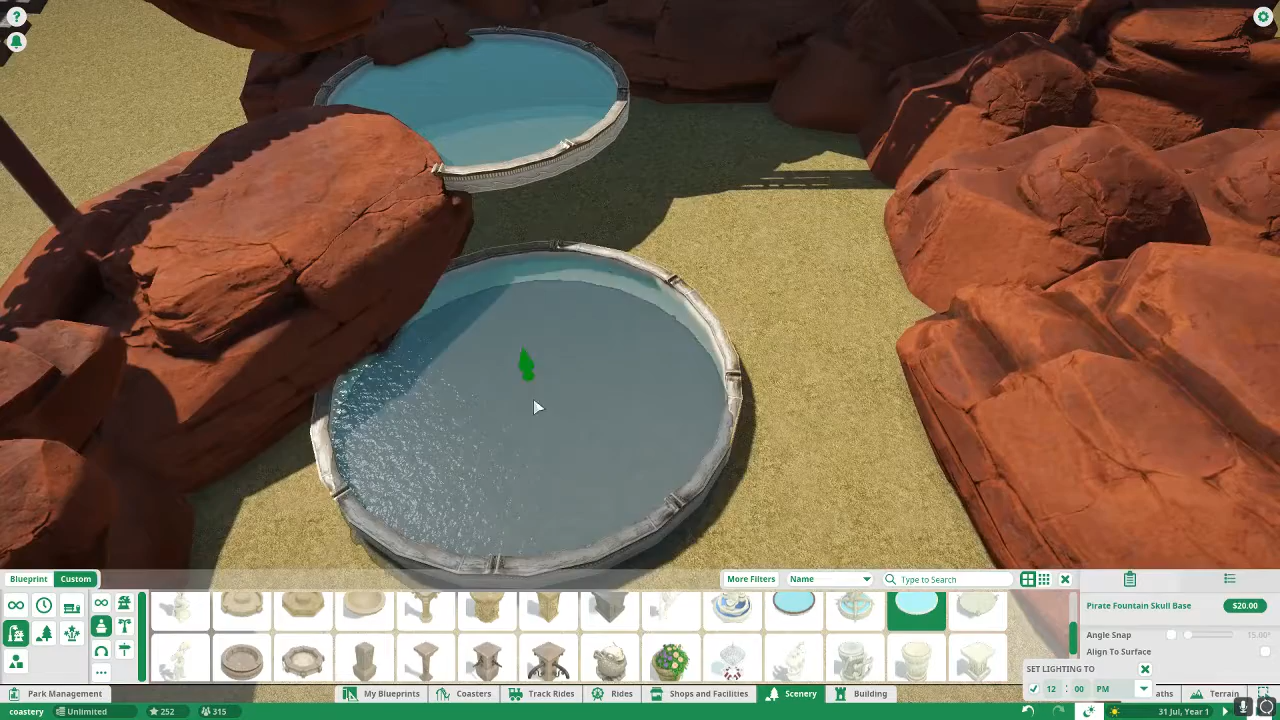 Blueprint Custom More Filters Name Type to Search
Pirate Fountain Skull Base $20.00
Angle Snap 15.00°
Align To Surface
SET LIGHTING TO
12 : 00 PM
Park Management My Blueprints Coasters Track Rides Rides Shops and Facilities Scenery Building Terrain
coastery Unlimited 252 315 31 Jul, Year 1